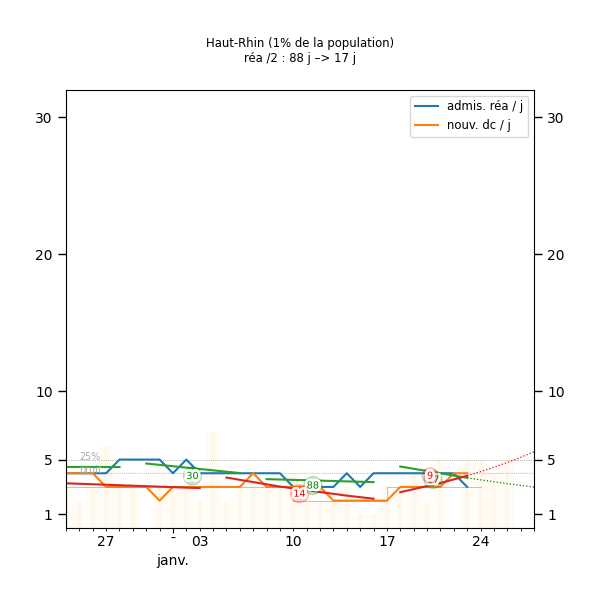 Haut-Rhin (1% de la population)
réa /2 : 88 j –> 17 j
admis. réa / j
nouv. dc / j
30 30
20 20
10 10
5 5
1 1
25%
30
14
88
9
27 - 03 10 17 24
janv.